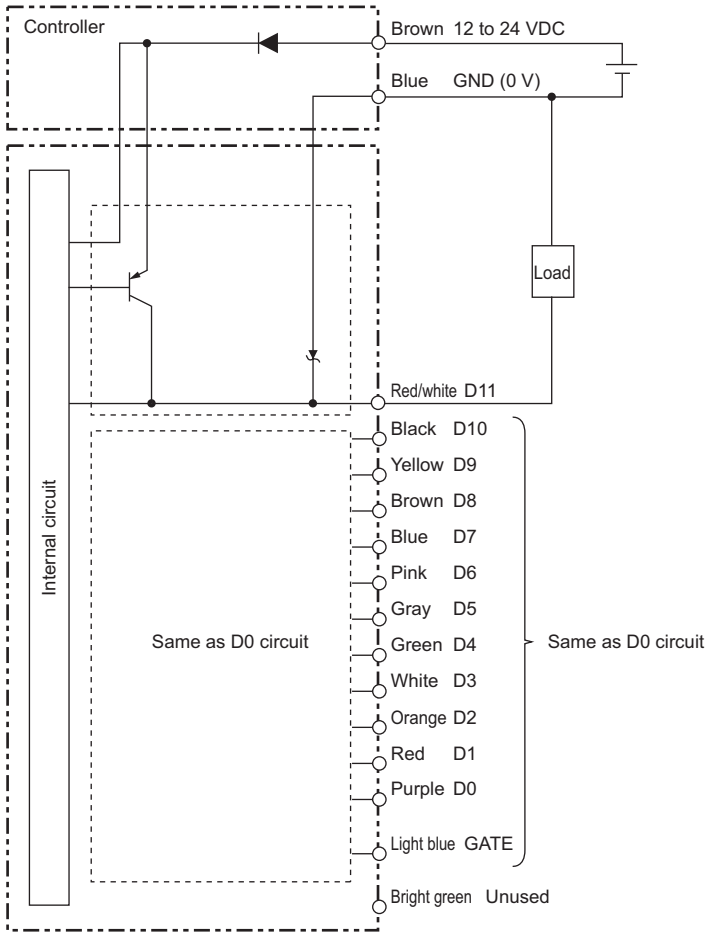 Controller
Brown 12 to 24 VDC
Blue GND (0 V)
Load
Red/white D11
Black D10
Yellow D9
Brown D8
Blue D7
Pink D6
Gray D5
Green D4
White D3
Orange D2
Red D1
Purple D0
Light blue GATE
Bright green Unused
Internal circuit
Same as D0 circuit
Same as D0 circuit